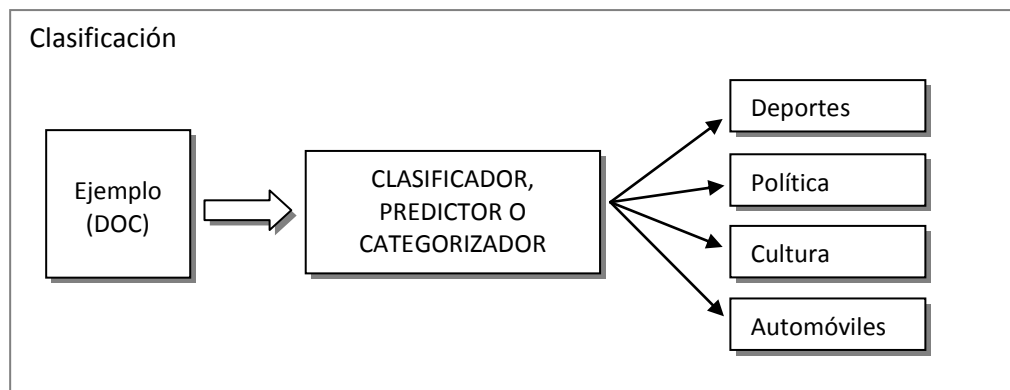 Clasificación
Ejemplo
(DOC)
CLASIFICADOR,
PREDICTOR O
CATEGORIZADOR
Deportes
Política
Cultura
Automóviles